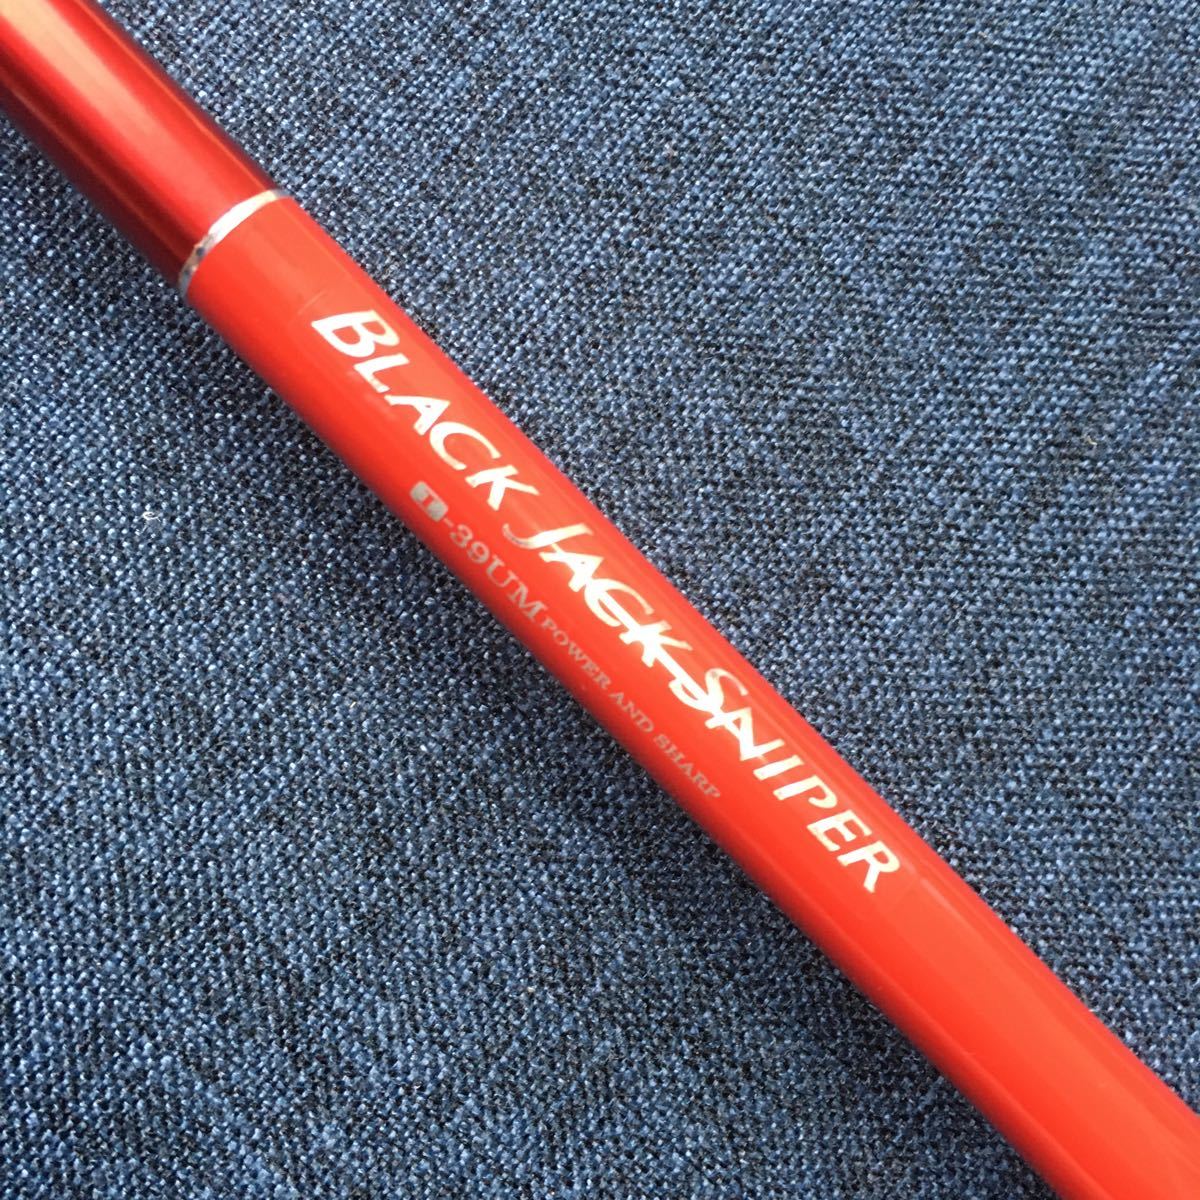 BLACK JACK SNIPER
T-39UM POWER AND SHARP